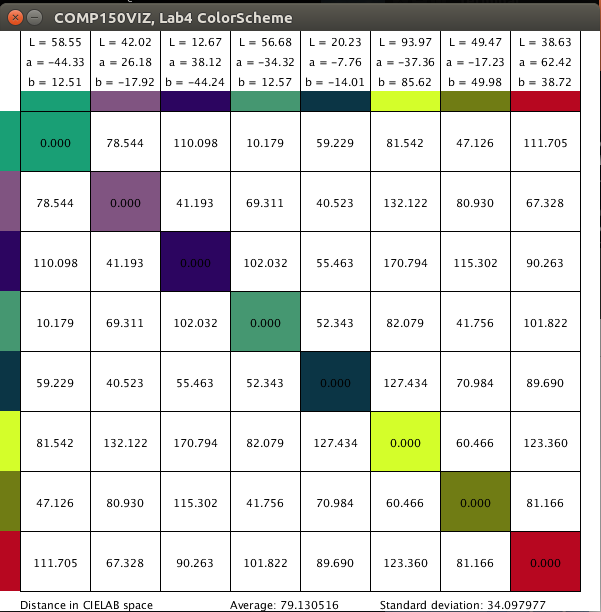 COMP150VIZ, Lab4 ColorScheme
L = 58.55 L = 42.02 L = 12.67 L = 56.68 L = 20.23 L = 93.97 L = 49.47 L = 38.63
a = -44.33 a = 26.18 a = 38.12 a = -34.32 a = -7.76 a = -37.36 a = -17.23 a = 62.42
b = 12.51 b = -17.92 b = -44.24 b = 12.57 b = -14.01 b = 85.62 b = 49.98 b = 38.72
0.000 78.544 110.098 10.179 59.229 81.542 47.126 111.705
78.544 0.000 41.193 69.311 40.523 132.122 80.930 67.328
110.098 41.193 0.000 102.032 55.463 170.794 115.302 90.263
10.179 69.311 102.032 0.000 52.343 82.079 41.756 101.822
59.229 40.523 55.463 52.343 0.000 127.434 70.984 89.690
81.542 132.122 170.794 82.079 127.434 0.000 60.466 123.360
47.126 80.930 115.302 41.756 70.984 60.466 0.000 81.166
111.705 67.328 90.263 101.822 89.690 123.360 81.166 0.000
Distance in CIELAB space Average: 79.130516 Standard deviation: 34.097977